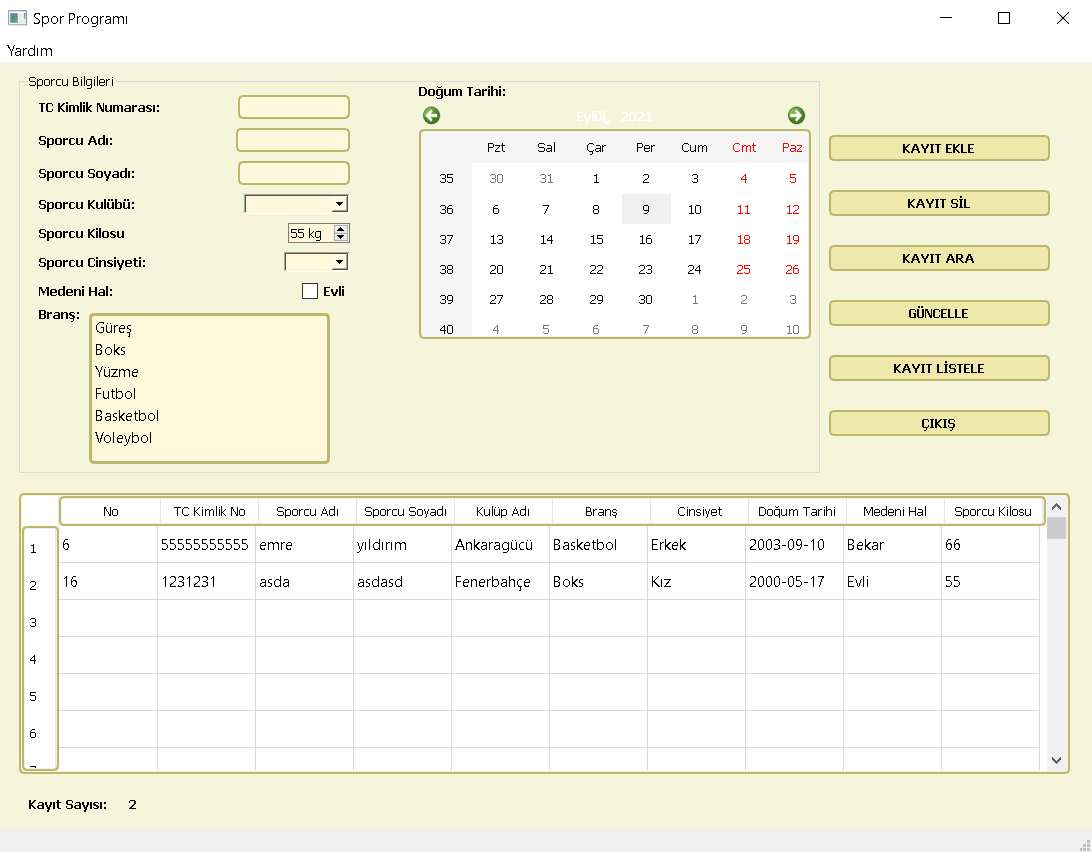 Spor Programı
Yardım
Sporcu Bilgileri
TC Kimlik Numarası:
Sporcu Adı:
Sporcu Soyadı:
Sporcu Kulübü:
Sporcu Kilosu 55 kg
Sporcu Cinsiyeti:
Medeni Hal: Evli
Branş:
Güreş
Boks
Yüzme
Futbol
Basketbol
Voleybol
Doğum Tarihi:
Eylül 2021
Pzt Sal Çar Per Cum Cmt Paz
35 30 31 1 2 3 4 5
36 6 7 8 9 10 11 12
37 13 14 15 16 17 18 19
38 20 21 22 23 24 25 26
39 27 28 29 30 1 2 3
40 4 5 6 7 8 9 10
KAYIT EKLE
KAYIT SİL
KAYIT ARA
GÜNCELLE
KAYIT LİSTELE
ÇIKIŞ
No TC Kimlik No Sporcu Adı Sporcu Soyadı Kulüp Adı Branş Cinsiyet Doğum Tarihi Medeni Hal Sporcu Kilosu
1 6 55555555555 emre yıldırım Ankaragücü Basketbol Erkek 2003-09-10 Bekar 66
2 16 1231231 asda asdasd Fenerbahçe Boks Kız 2000-05-17 Evli 55
3
4
5
6
Kayıt Sayısı: 2